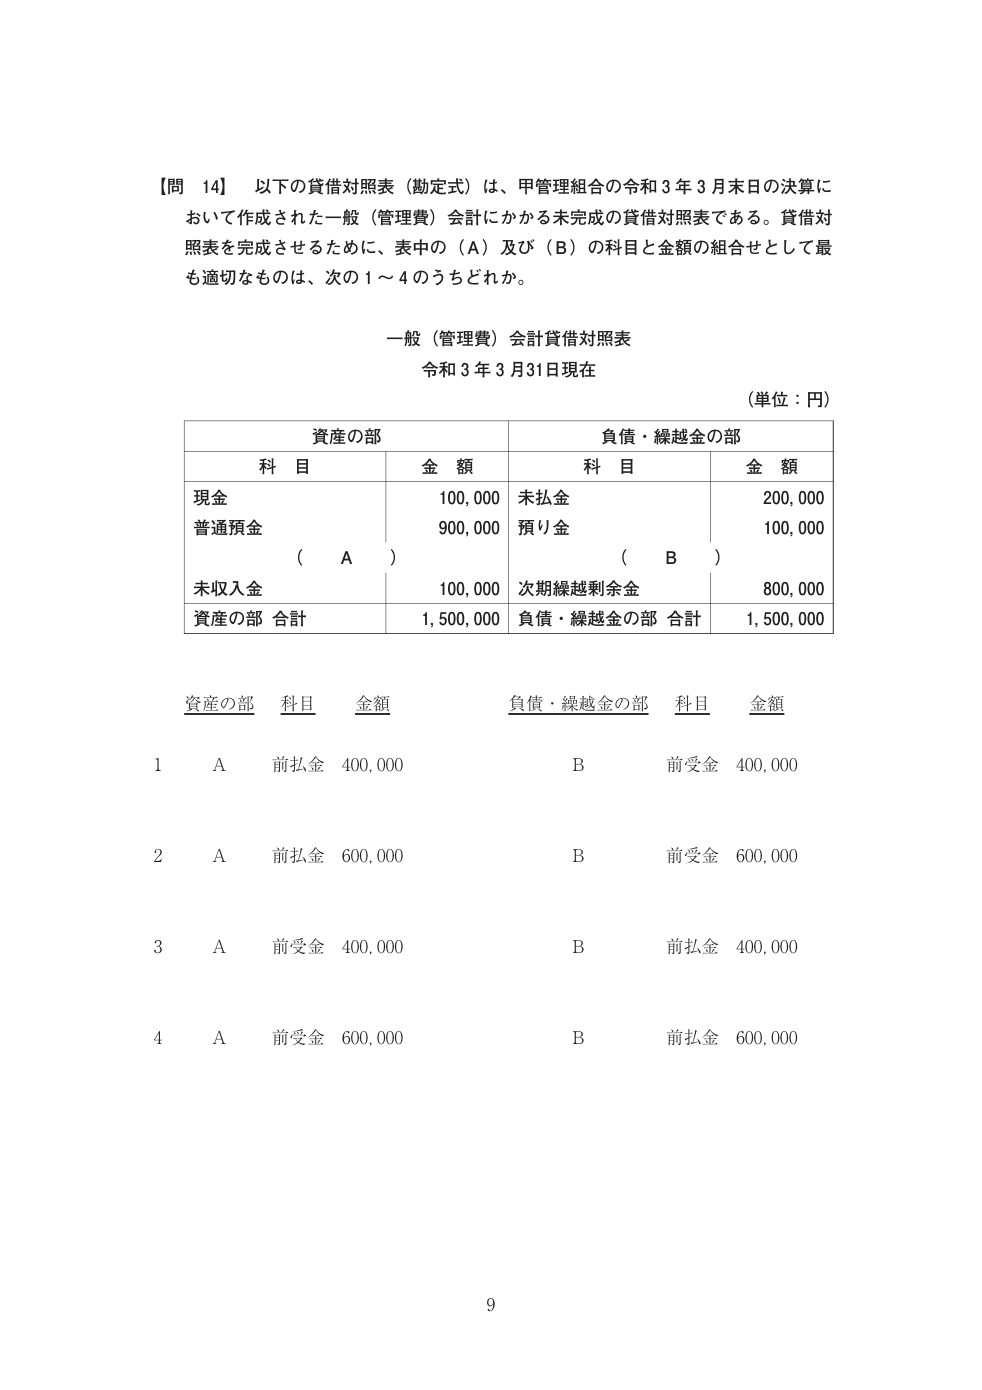 【問　14】　以下の貸借対照表（勘定式）は、甲管理組合の令和３年３月末日の決算に
おいて作成された一般（管理費）会計にかかる未完成の貸借対照表である。貸借対
照表を完成させるために、表中の（Ａ）及び（Ｂ）の科目と金額の組合せとして最
も適切なものは、次の１～４のうちどれか。
一般（管理費）会計貸借対照表
令和３年３月31日現在
（単位：円）
資産の部　負債・繰越金の部
科　目　金　額　科　目　金　額
現金　100,000　未払金　200,000
普通預金　900,000　預り金　100,000
（　Ａ　）　（　Ｂ　）
未収入金　100,000　次期繰越剰余金　800,000
資産の部 合計　1,500,000　負債・繰越金の部 合計　1,500,000
資産の部　科目　金額　負債・繰越金の部　科目　金額
1　Ａ　前払金　400,000　Ｂ　前受金　400,000
2　Ａ　前払金　600,000　Ｂ　前受金　600,000
3　Ａ　前受金　400,000　Ｂ　前払金　400,000
4　Ａ　前受金　600,000　Ｂ　前払金　600,000
9